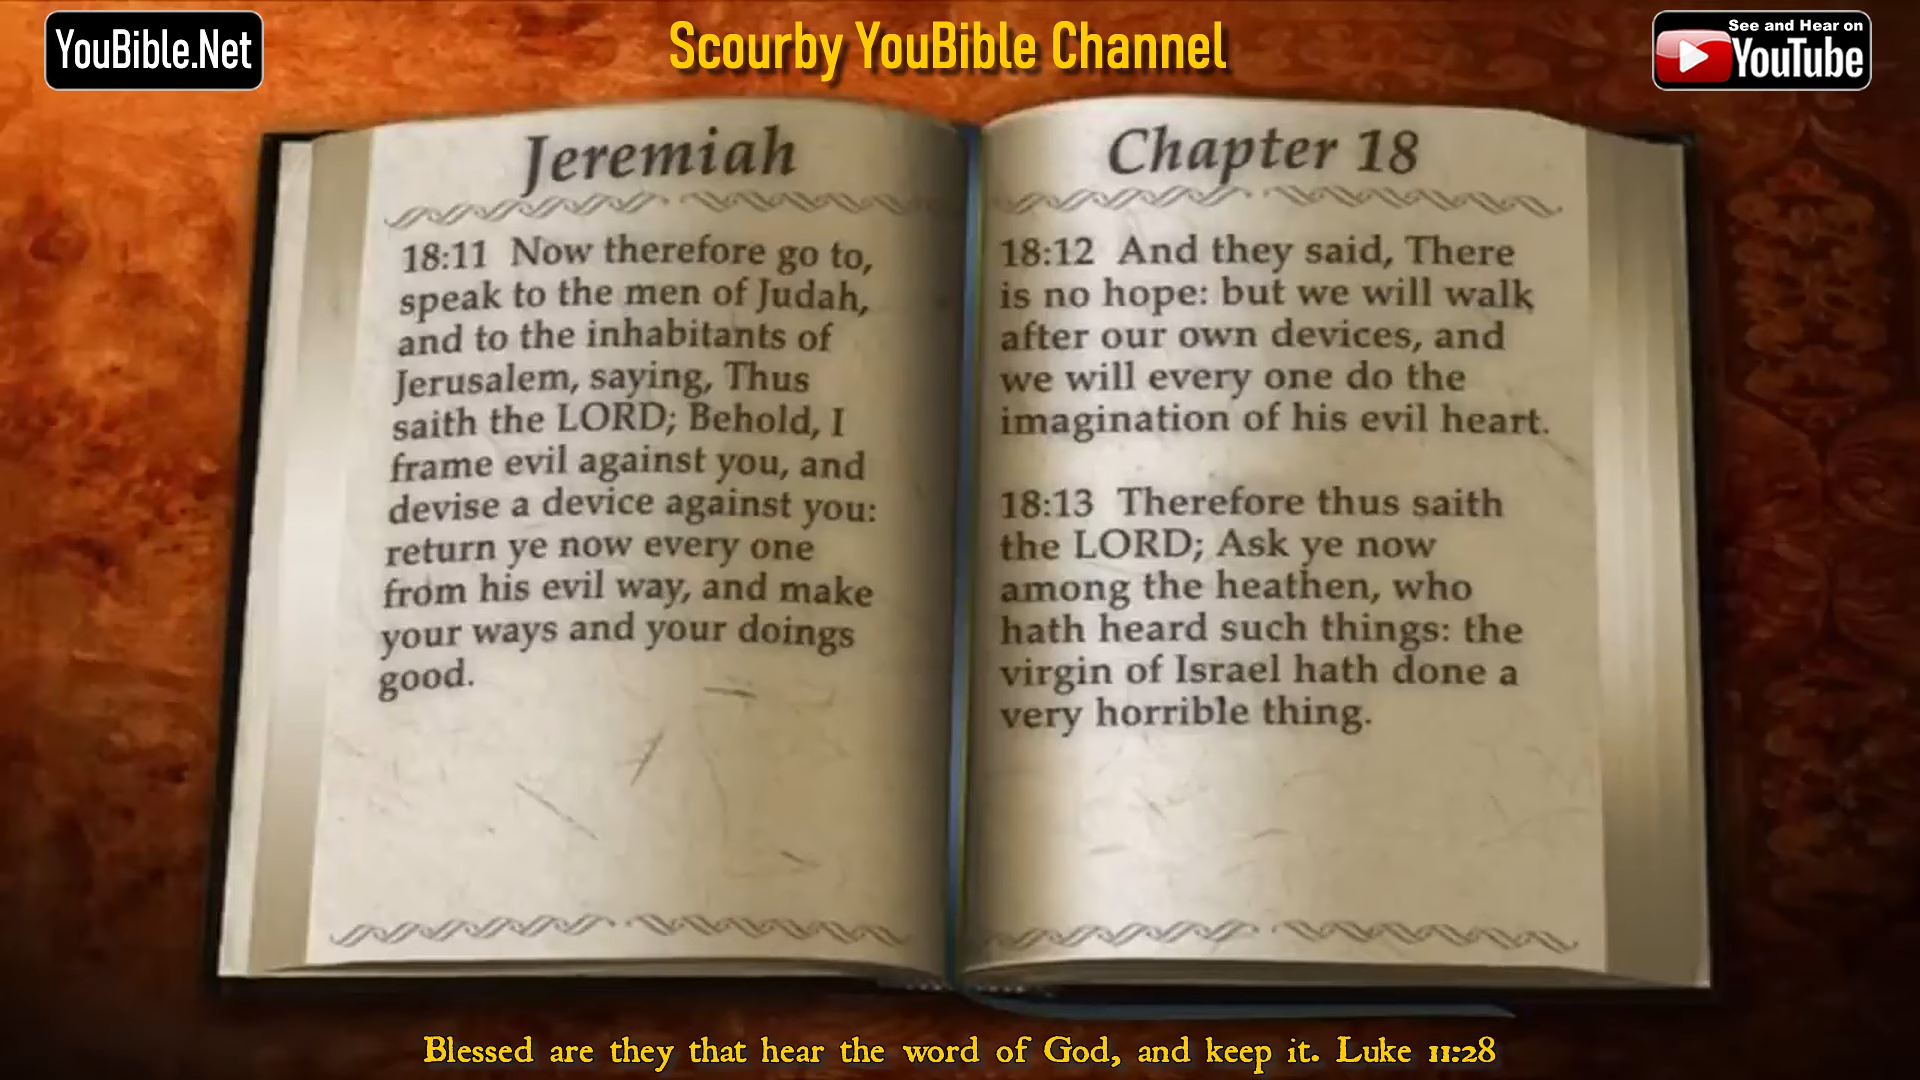 YouBible.Net
Scourby YouBible Channel
See and Hear on
YouTube
Jeremiah
18:11 Now therefore go to,
speak to the men of Judah,
and to the inhabitants of
Jerusalem, saying, Thus
saith the LORD; Behold, I
frame evil against you, and
devise a device against you:
return ye now every one
from his evil way, and make
your ways and your doings
good.
Chapter 18
18:12 And they said, There
is no hope: but we will walk
after our own devices, and
we will every one do the
imagination of his evil heart.
18:13 Therefore thus saith
the LORD; Ask ye now
among the heathen, who
hath heard such things: the
virgin of Israel hath done a
very horrible thing.
Blessed are they that hear the word of God, and keep it. Luke 11:28